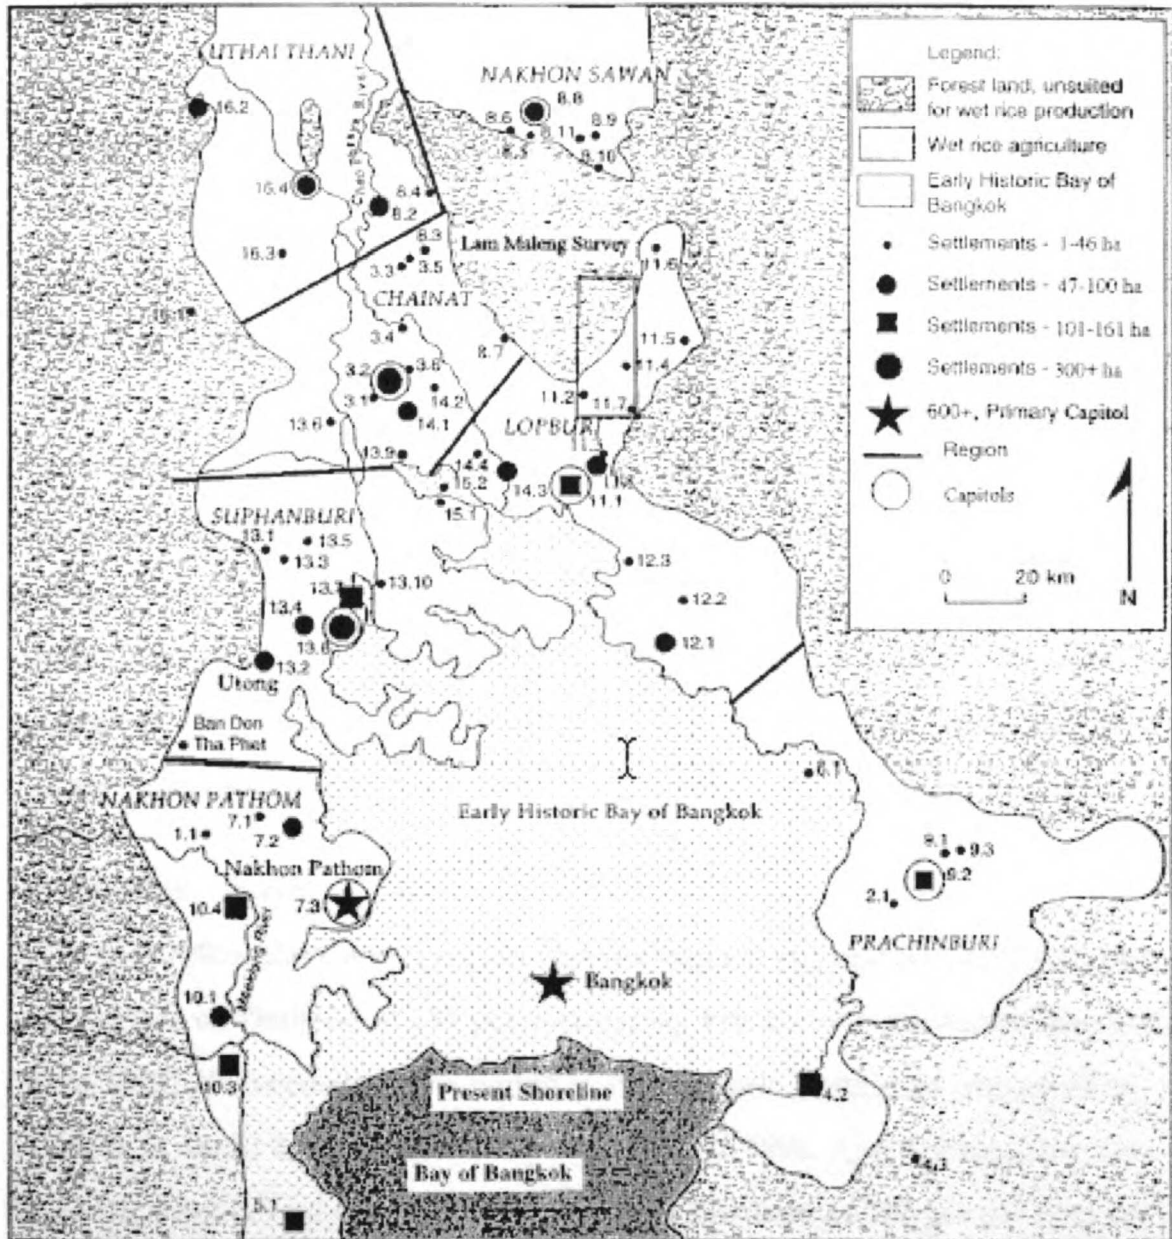 UTHAI THANI
Chao Phraya River
NAKHON SAWAN
8.8
8.6
8.9
8.11
8.10
16.2
16.4
8.4
8.2
16.3
8.3
3.5
3.3
CHAINAT
Lam Maleng Survey
11.6
3.4
8.7
11.5
3.2
3.6
11.4
3.1
14.2
11.2
11.7
14.1
LOPBURI
13.6
13.9
14.4
15.2
14.3
11.1
15.1
SUPHANBURI
13.1
13.5
13.3
12.3
13.10
12.2
13.4
13.6
12.1
13.2
Utong
Ban Don
Tha Phet
NAKHON PATHOM
7.1
1.1
7.2
Early Historic Bay of Bangkok
Nakhon Pathom
7.3
10.4
9.1
9.3
9.2
2.1
PRACHINBURI
Bangkok
10.1
10.3
4.2
Present Shoreline
Bay of Bangkok
Legend:
Forest land, unsuited
for wet rice production
Wet rice agriculture
Early Historic Bay of
Bangkok
Settlements - 1-46 ha
Settlements - 47-100 ha
Settlements - 101-161 ha
Settlements - 300+ ha
600+, Primary Capitol
Region
Capitols
0 20 km
N